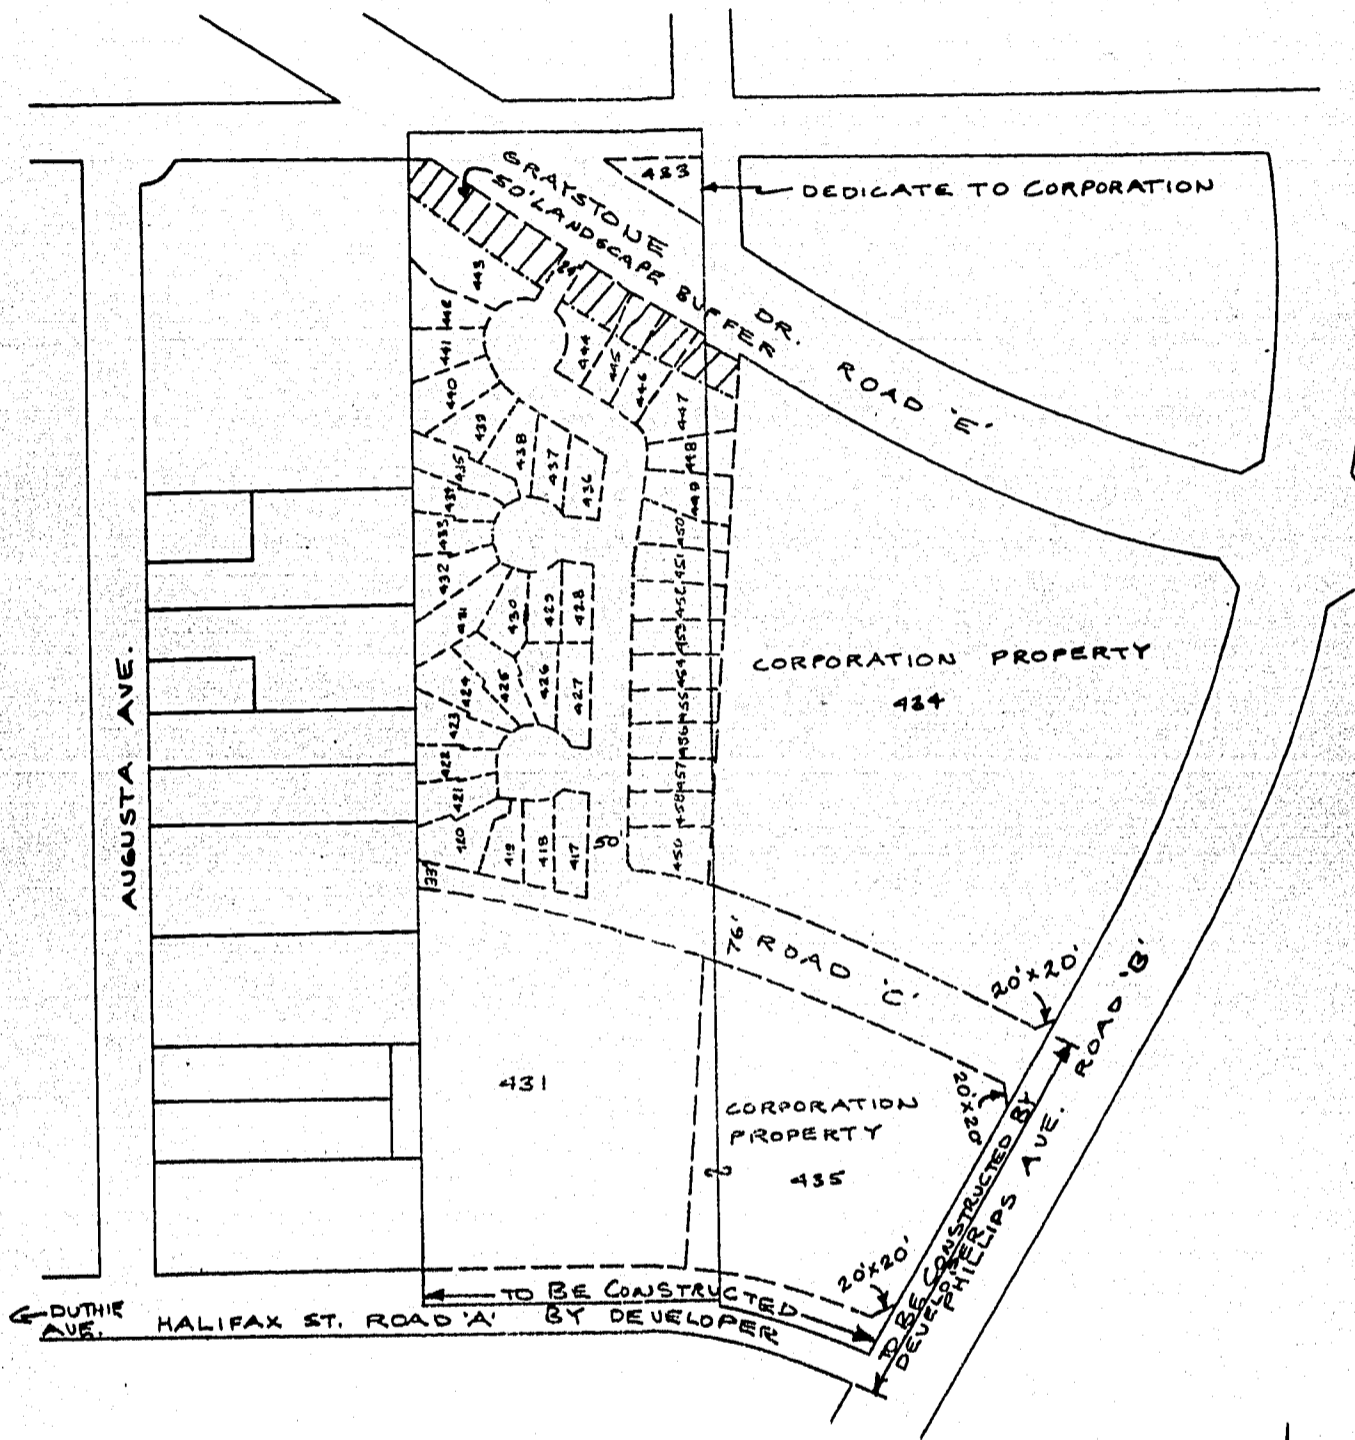 GRAYSTONE DR. ROAD 'E'
50' LANDSCAPE BUFFER
433
DEDICATE TO CORPORATION
443
442
441
440
439
438
437
436
435
434
433
432
431
430
429
428
444
445
446
447
448
449
450
451
452
453
454
455
456
457
458
456
424
425
426
427
423
422
421
420
419
418
417
50'
33'
CORPORATION PROPERTY
434
AUGUSTA AVE.
76' ROAD 'C'
20' x 20'
20' x 20'
20' x 20'
431
CORPORATION
PROPERTY
435
ROAD 'B'
PHILLIPS AVE.
TO BE CONSTRUCTED BY
DEVELOPER
TO BE CONSTRUCTED
BY DEVELOPER
DUTHIE
AVE.
HALIFAX ST. ROAD 'A'